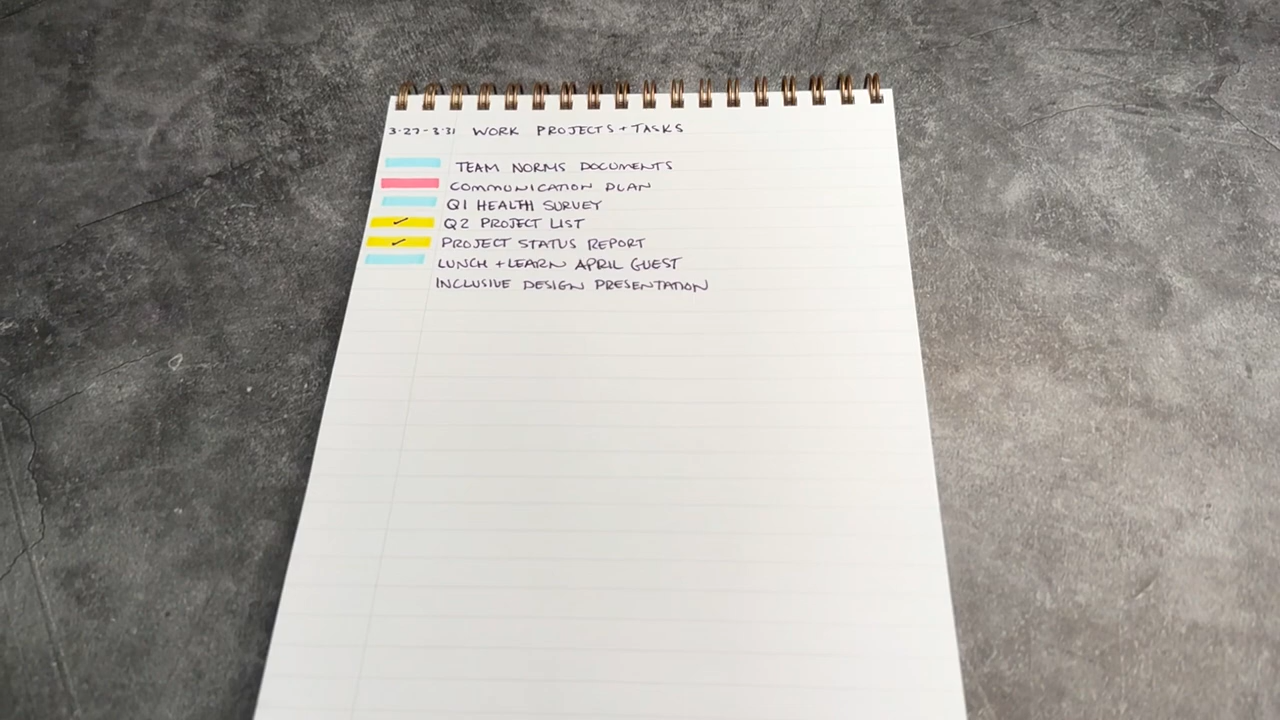 3·27-3·31 WORK PROJECTS + TASKS
TEAM NORMS DOCUMENTS
COMMUNICATION PLAN
Q1 HEALTH SURVEY
✓ Q2 PROJECT LIST
✓ PROJECT STATUS REPORT
LUNCH + LEARN APRIL GUEST
INCLUSIVE DESIGN PRESENTATION